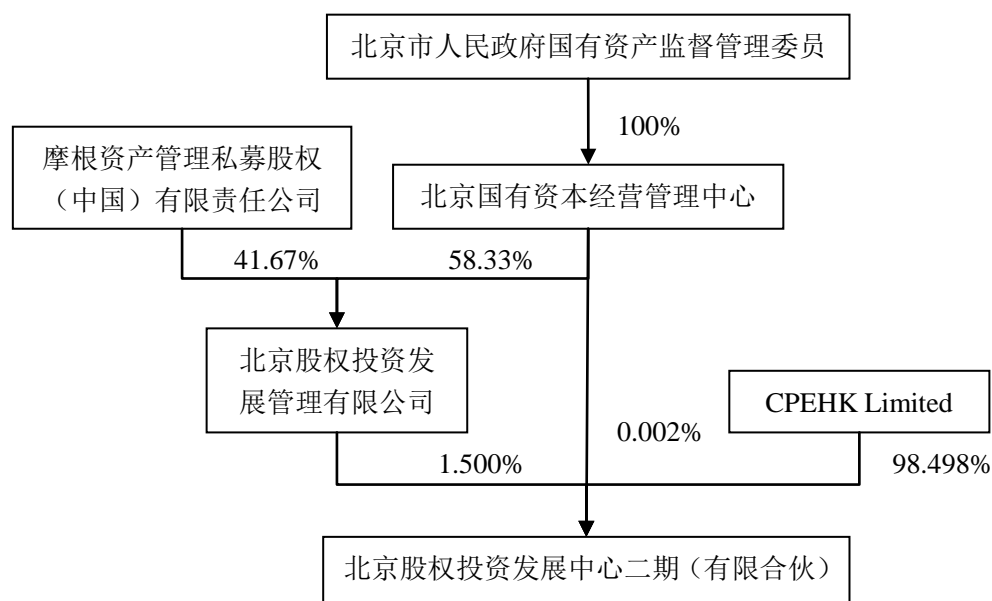 北京市人民政府国有资产监督管理委员
100%
摩根资产管理私募股权
（中国）有限责任公司
北京国有资本经营管理中心
41.67%
58.33%
北京股权投资发
展管理有限公司
CPEHK Limited
0.002%
1.500%
98.498%
北京股权投资发展中心二期（有限合伙）